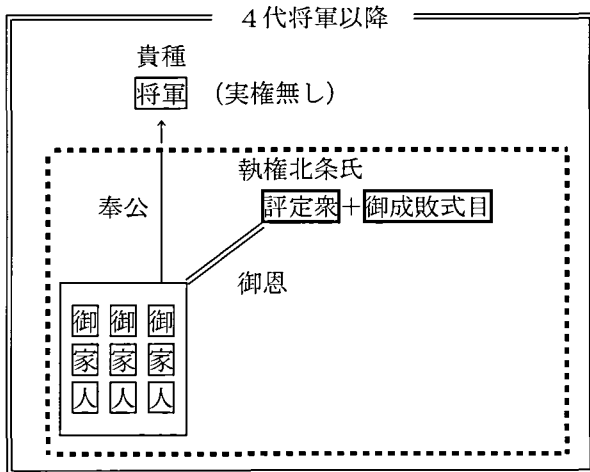 4代将軍以降
貴種
将軍 (実権無し)
執権北条氏
奉公
評定衆+御成敗式目
御恩
御家人 御家人 御家人